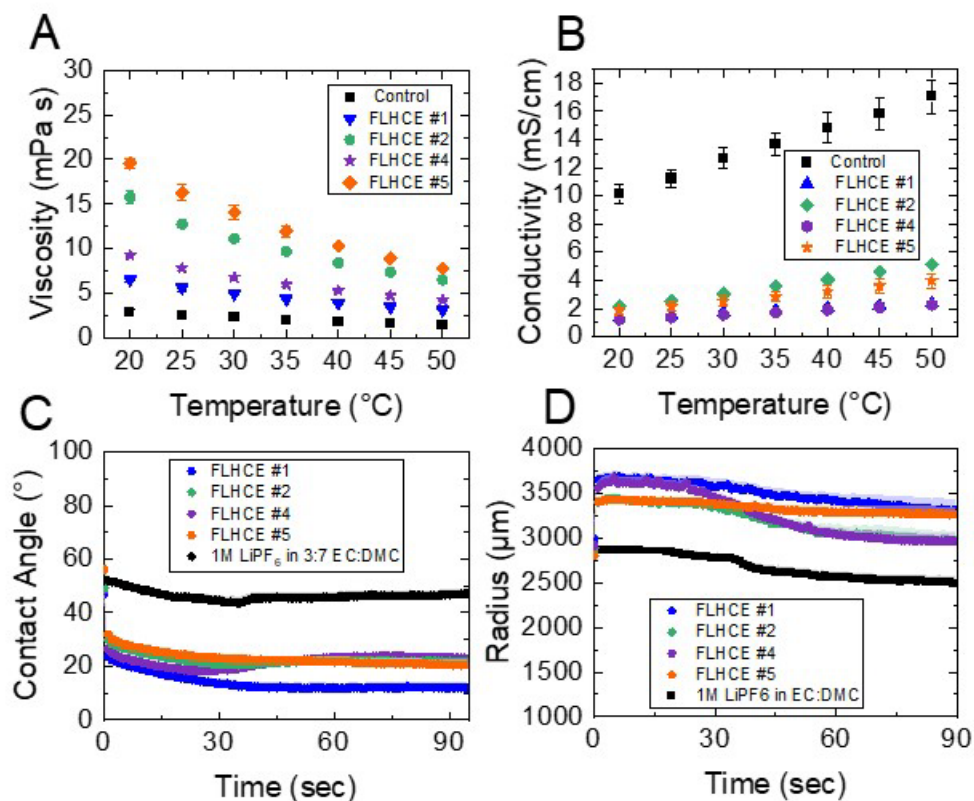 A
Viscosity (mPa s)
30
25
20
15
10
5
0
Control
FLHCE #1
FLHCE #2
FLHCE #4
FLHCE #5
20 25 30 35 40 45 50
Temperature (°C)
B
Conductivity (mS/cm)
18
16
14
12
10
8
6
4
2
0
Control
FLHCE #1
FLHCE #2
FLHCE #4
FLHCE #5
20 25 30 35 40 45 50
Temperature (°C)
C
Contact Angle (°)
100
80
60
40
20
0
FLHCE #1
FLHCE #2
FLHCE #4
FLHCE #5
1M LiPF₆ in 3:7 EC:DMC
0 30 60 90
Time (sec)
D
Radius (µm)
4000
3500
3000
2500
2000
1500
1000
FLHCE #1
FLHCE #2
FLHCE #4
FLHCE #5
1M LiPF6 in EC:DMC
0 30 60 90
Time (sec)